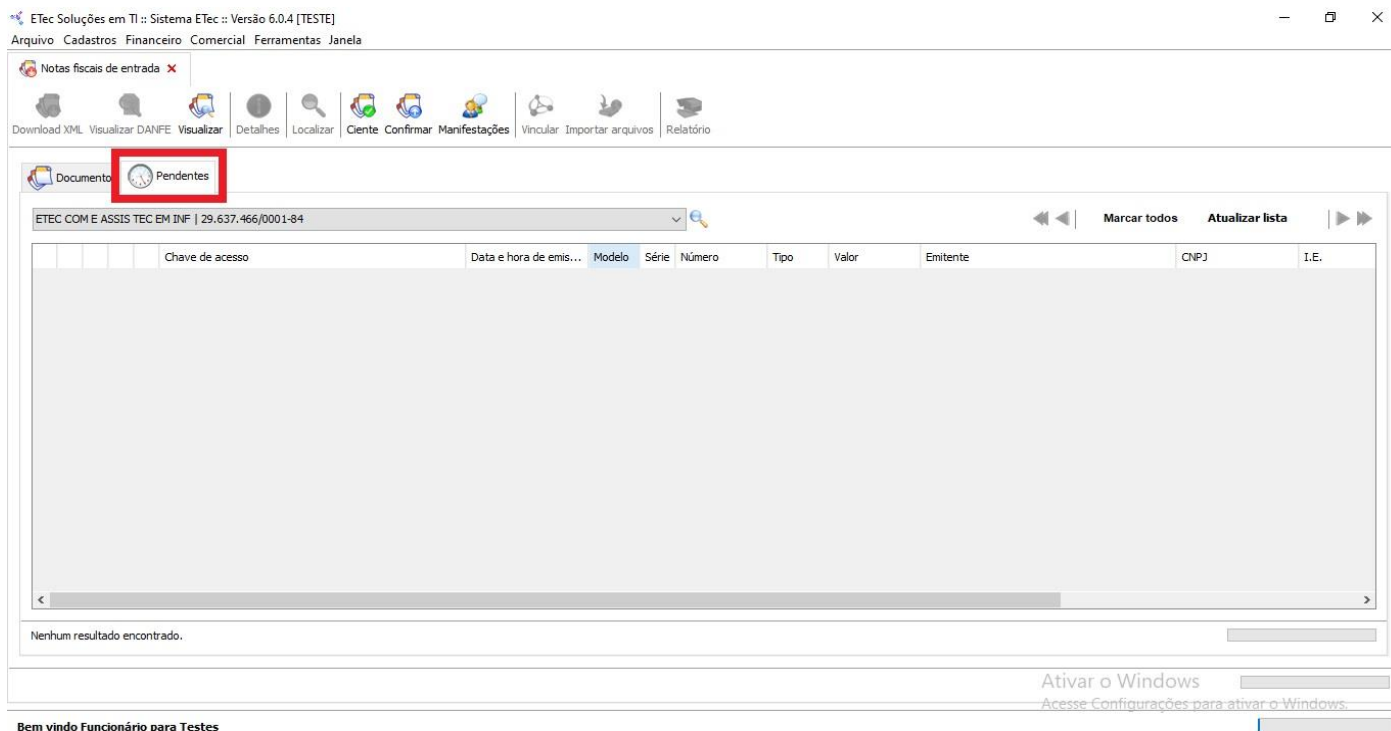 ETec Soluções em TI :: Sistema ETec :: Versão 6.0.4 [TESTE]
Arquivo Cadastros Financeiro Comercial Ferramentas Janela
Notas fiscais de entrada
Download XML Visualizar DANFE Visualizar Detalhes Localizar Ciente Confirmar Manifestações Vincular Importar arquivos Relatório
Documento Pendentes
ETEC COM E ASSIS TEC EM INF | 29.637.466/0001-84 Marcar todos Atualizar lista
Chave de acesso Data e hora de emis... Modelo Série Número Tipo Valor Emitente CNPJ I.E.
Nenhum resultado encontrado.
Ativar o Windows
Acesse Configurações para ativar o Windows.
Bem vindo Funcionário para Testes